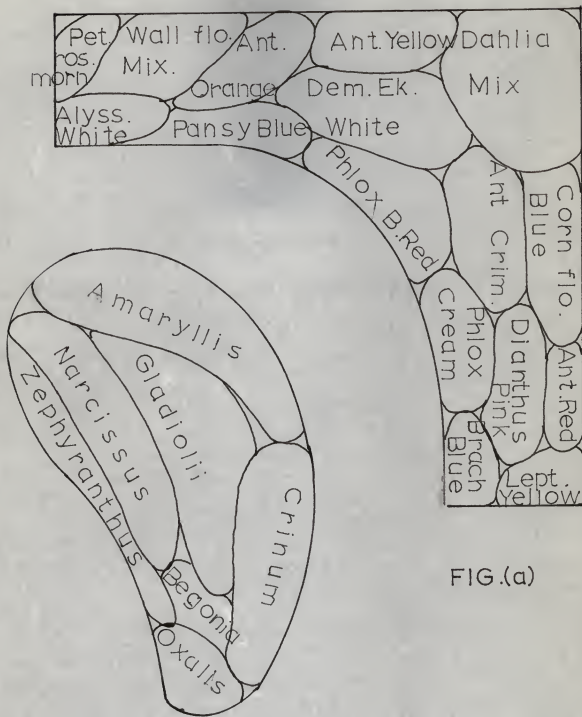 Pet.
ros.
morn
Wall flo.
Mix.
Ant.
Orange
Ant. Yellow
Dahlia
Mix
Alyss.
White
Pansy Blue
Dem. Ek.
White
Phlox B. Red
Ant Crim.
Corn flo.
Blue
Phlox
Cream
Dianthus
Pink
Ant. Red
Brach
Blue
Lept.
Yellow
Amaryllis
Gladiolii
Narcissus
Zephyranthus
Crinum
Begonia
Oxalis
FIG.(a)